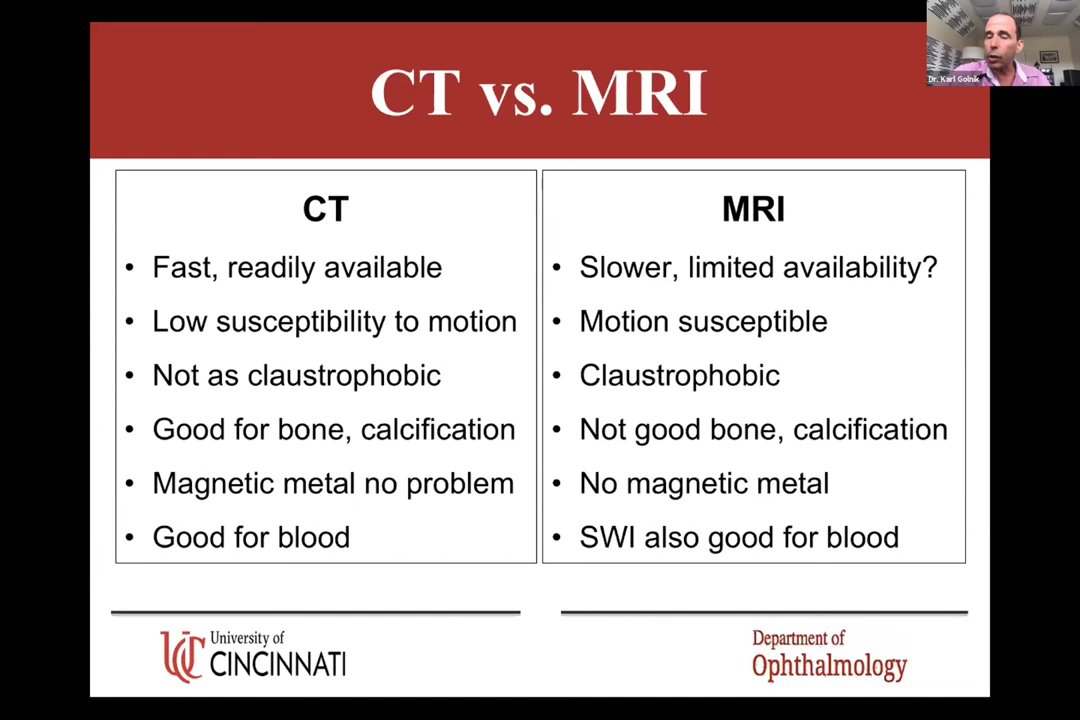 CT vs. MRI
Dr. Karl Golnik
CT
• Fast, readily available
• Low susceptibility to motion
• Not as claustrophobic
• Good for bone, calcification
• Magnetic metal no problem
• Good for blood
MRI
• Slower, limited availability?
• Motion susceptible
• Claustrophobic
• Not good bone, calcification
• No magnetic metal
• SWI also good for blood
UC
University of
CINCINNATI
Department of
Ophthalmology